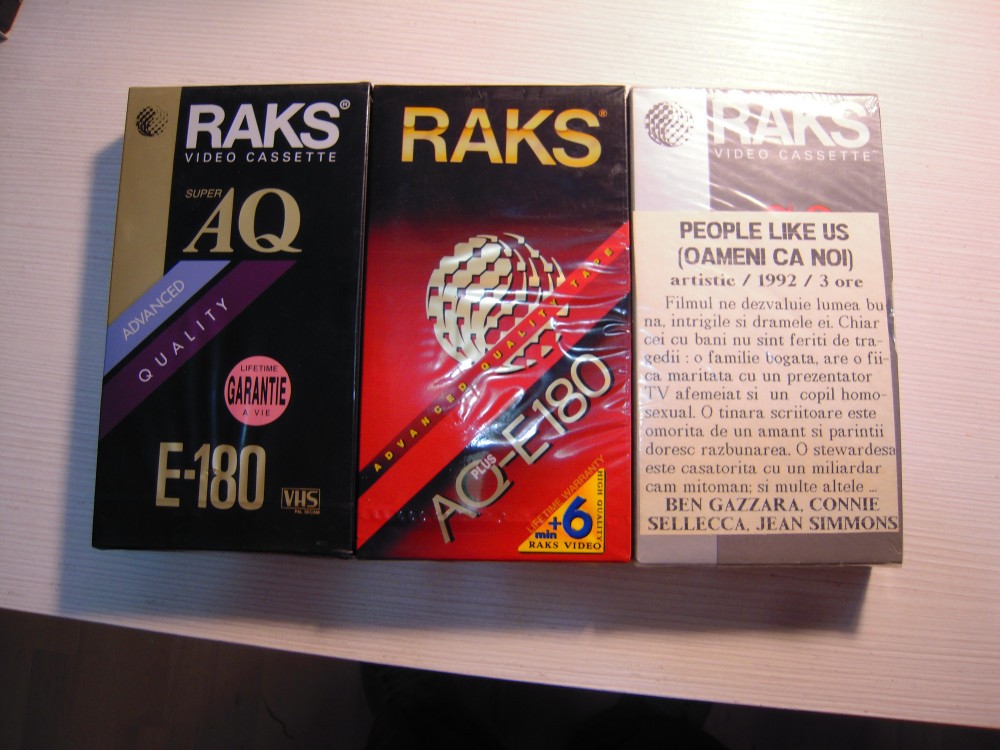 RAKS®
VIDEO CASSETTE
SUPER
AQ
ADVANCED
QUALITY
LIFETIME
GARANTIE
A VIE
E-180
VHS
PAL SECAM
RAKS®
ADVANCED QUALITY TAPE
AQ PLUS-E180
LIFETIME WARRANTY
HIGH QUALITY
+6
min
RAKS VIDEO
RAKS
VIDEO CASSETTE
PEOPLE LIKE US
(OAMENI CA NOI)
artistic / 1992 / 3 ore
Filmul ne dezvaluie lumea bu
na, intrigile si dramele ei. Chiar
cei cu bani nu sint feriti de tra-
gedii : o familie bogata, are o fii-
ca maritata cu un prezentator
TV afemeiat si un copil homo-
sexual. O tinara scriitoare este
omorita de un amant si parintii
doresc razbunarea. O stewardesa
este casatorita cu un miliardar
cam mitoman; si multe altele ...
BEN GAZZARA, CONNIE
SELLECCA, JEAN SIMMONS